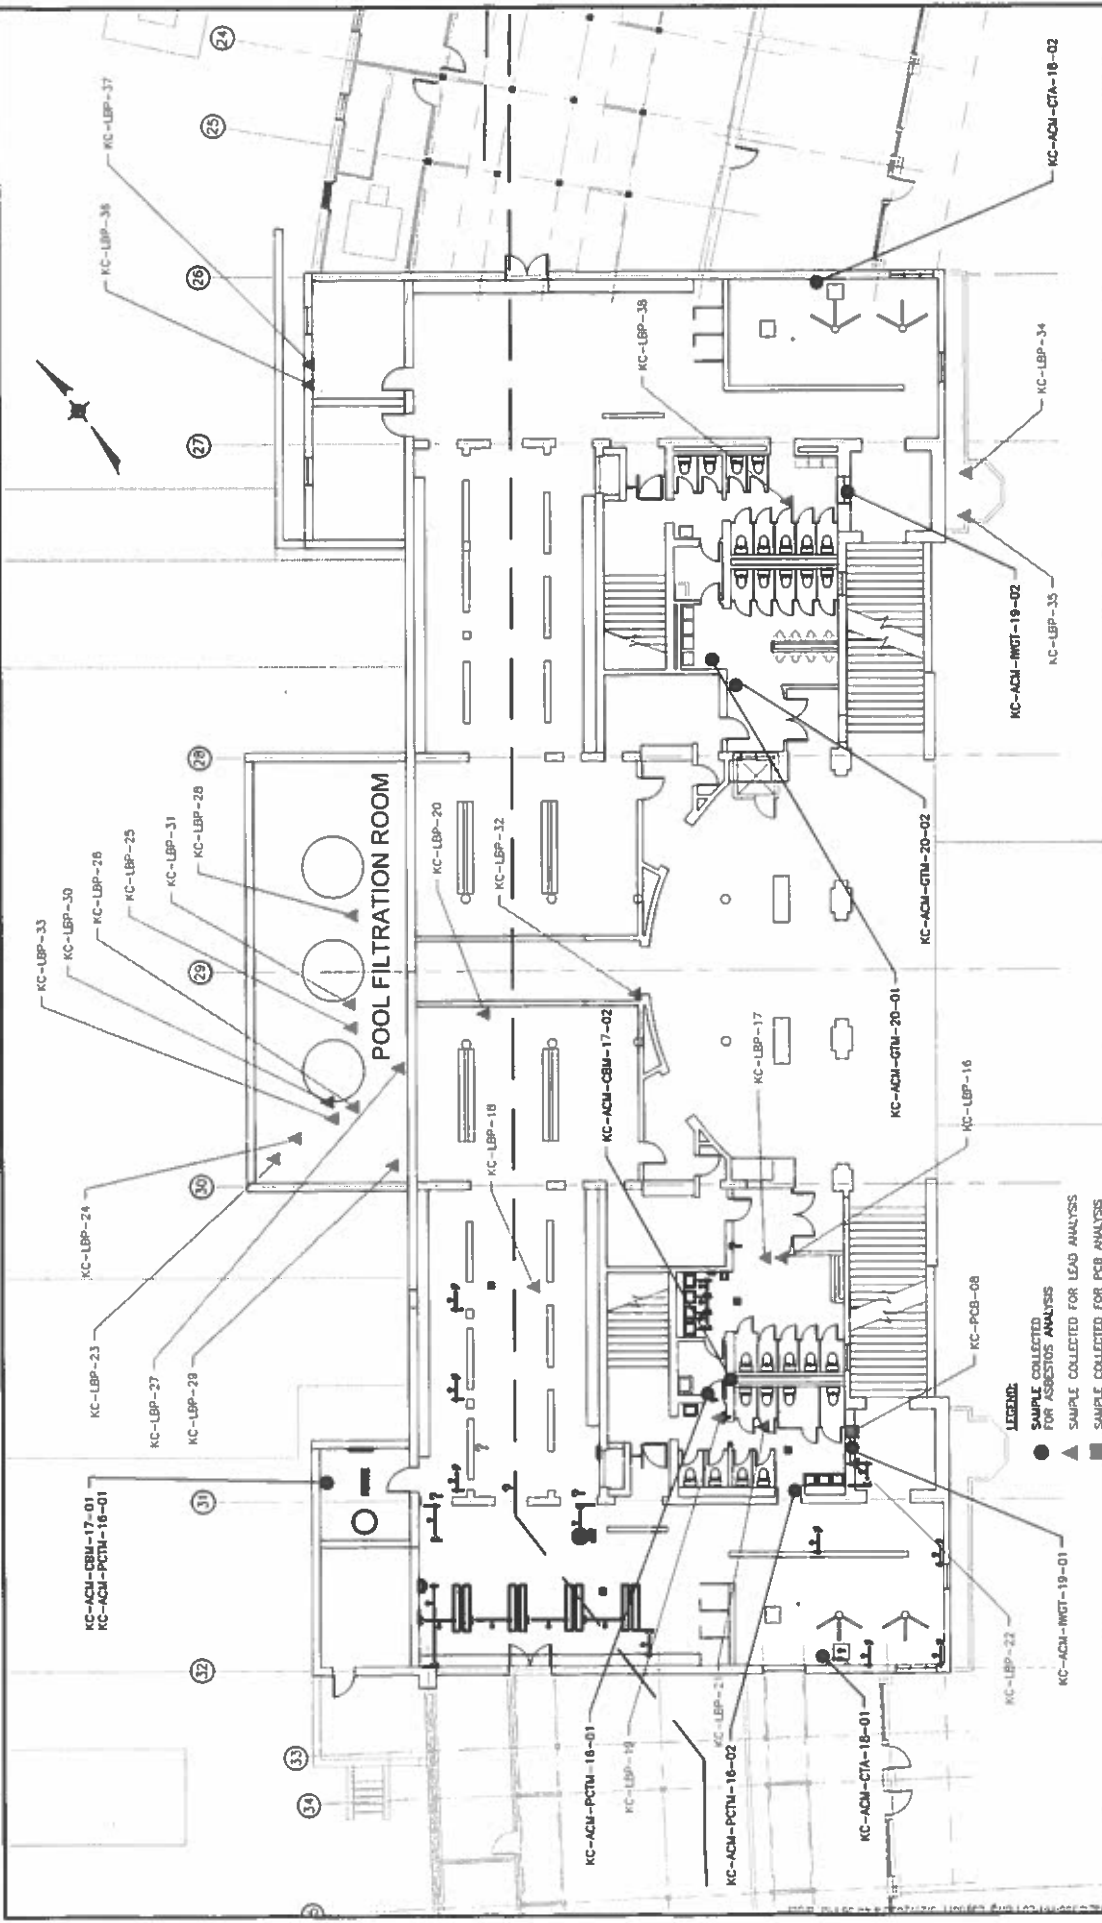 24
25
26
27
28
29
30
31
32
33
34
KC-LBP-37
KC-LBP-36
KC-ACM-CTA-18-02
KC-LBP-38
KC-LBP-34
KC-LBP-35
KC-ACM-IWGT-19-02
KC-ACM-GTM-20-02
KC-ACM-GTM-20-01
KC-LBP-33
KC-LBP-30
KC-LBP-26
KC-LBP-25
KC-LBP-31
KC-LBP-28
POOL FILTRATION ROOM
KC-LBP-20
KC-LBP-32
KC-LBP-18
KC-ACM-CBM-17-02
KC-LBP-17
KC-LBP-16
KC-LBP-24
KC-LBP-23
KC-LBP-27
KC-LBP-29
KC-ACM-CBM-17-01
KC-ACM-PCTM-16-01
KC-PCB-08
KC-ACM-PCTM-16-01
KC-LBP-19
KC-LBP-21
KC-ACM-PCTM-16-02
KC-ACM-CTA-18-01
KC-LBP-22
KC-ACM-IWGT-19-01
LEGEND:
SAMPLE COLLECTED
FOR ASBESTOS ANALYSIS
SAMPLE COLLECTED FOR LEAD ANALYSIS
SAMPLE COLLECTED FOR PCB ANALYSIS